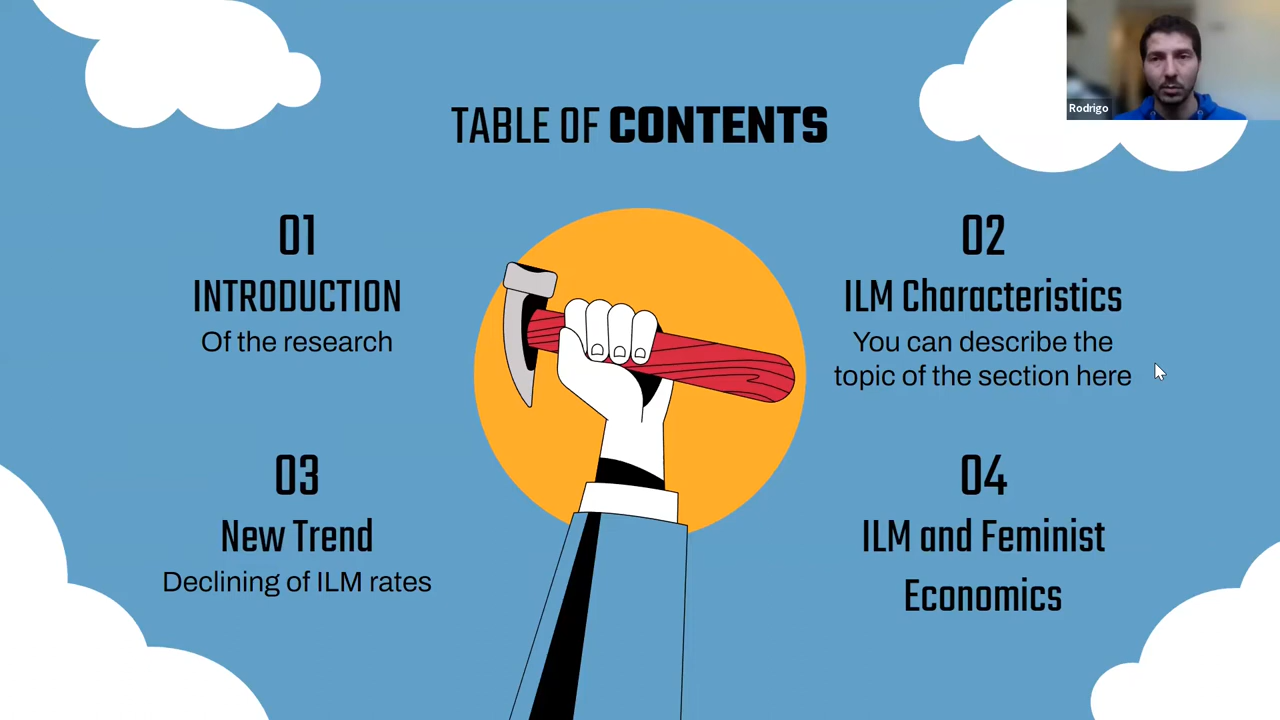 Rodrigo
TABLE OF CONTENTS
01
INTRODUCTION
Of the research
02
ILM Characteristics
You can describe the
topic of the section here
03
New Trend
Declining of ILM rates
04
ILM and Feminist
Economics